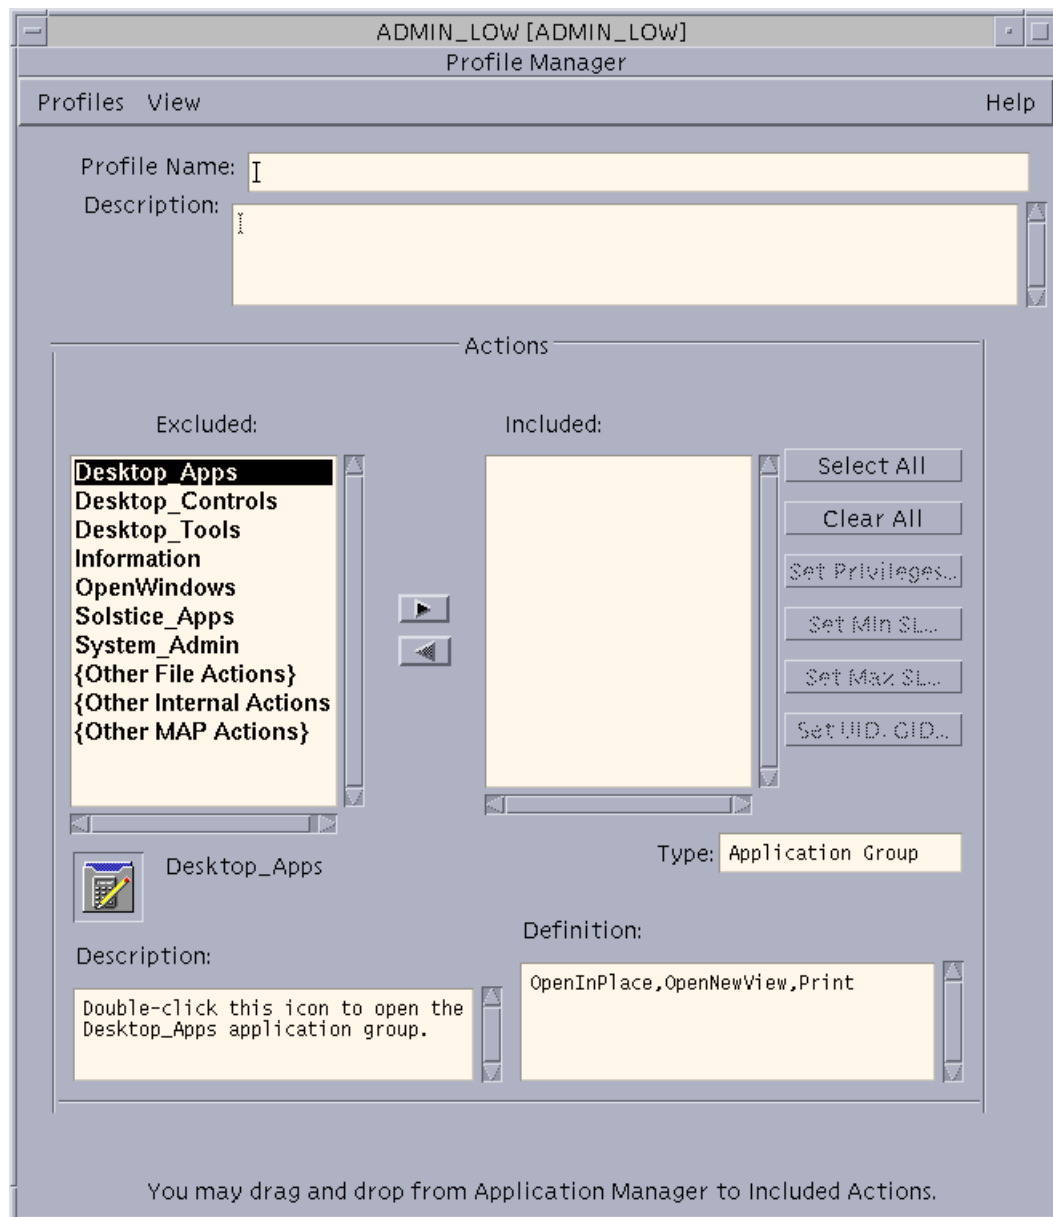 ADMIN_LOW [ADMIN_LOW]
Profile Manager
Profiles View Help
Profile Name:
Description:
Actions
Excluded:
Included:
Desktop_Apps
Desktop_Controls
Desktop_Tools
Information
OpenWindows
Solstice_Apps
System_Admin
{Other File Actions}
{Other Internal Actions
{Other MAP Actions}
Select All
Clear All
Set Privileges...
Set Min SL...
Set Max SL...
Set UID, GID...
Desktop_Apps
Type: Application Group
Description:
Double-click this icon to open the
Desktop_Apps application group.
Definition:
OpenInPlace,OpenNewView,Print
You may drag and drop from Application Manager to Included Actions.